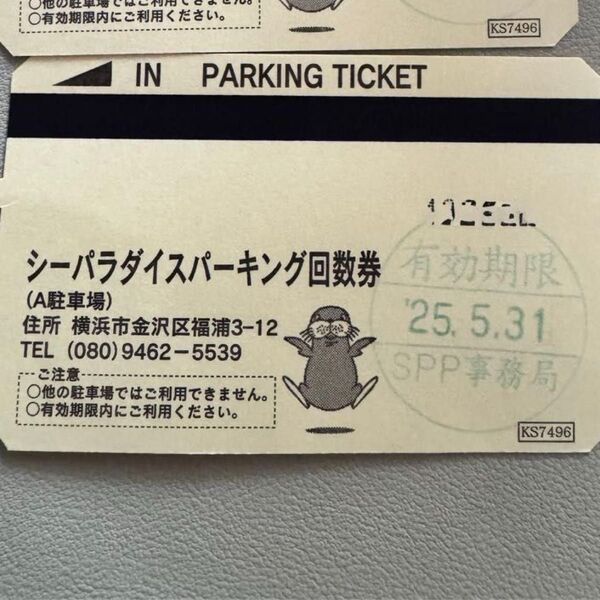 ○他の駐車場ではご利用できません。
○有効期限内にご利用ください。
KS7496
IN PARKING TICKET
シーパラダイスパーキング回数券
(A駐車場)
住所 横浜市金沢区福浦3-12
TEL (080)9462-5539
ご注意
○他の駐車場ではご利用できません。
○有効期限内にご利用ください。
有効期限
'25.5.31
SPP事務局
KS7496